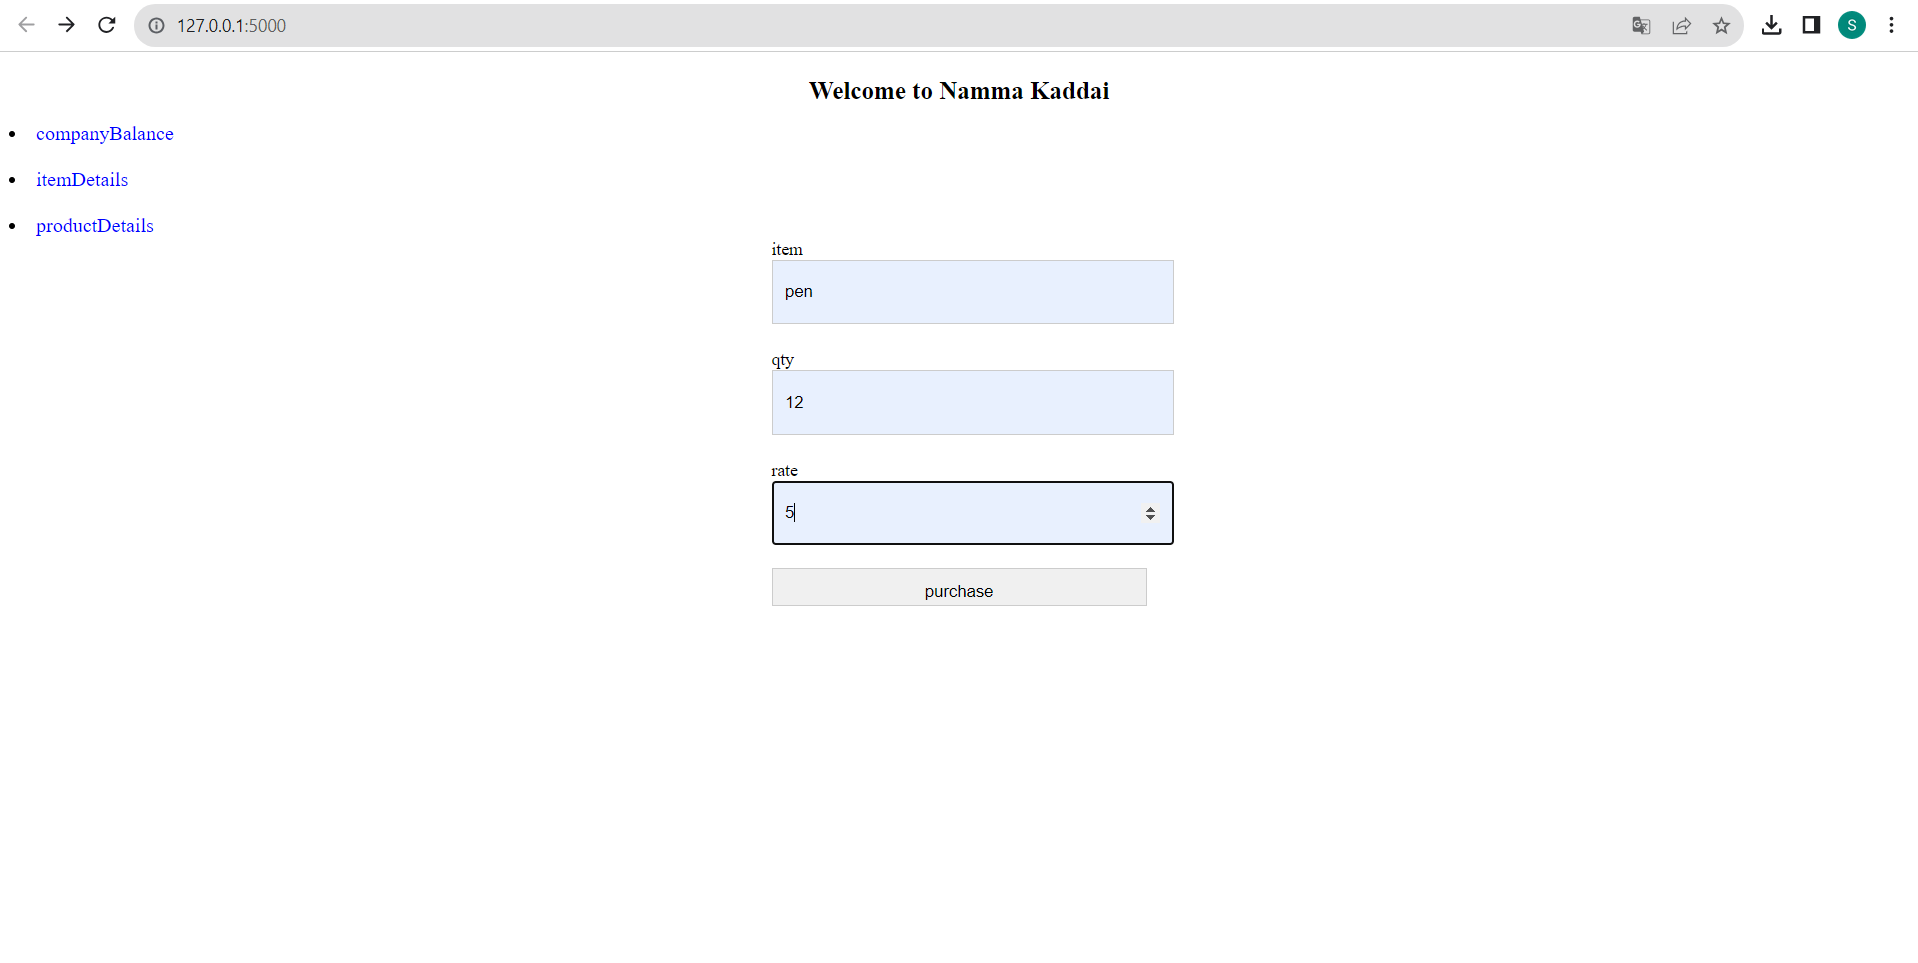 127.0.0.1:5000
S
Welcome to Namma Kaddai
companyBalance
itemDetails
productDetails
item
pen
qty
12
rate
5
purchase